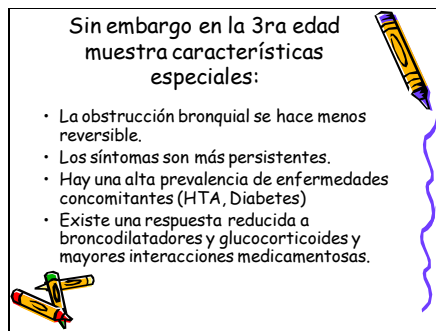 Sin embargo en la 3ra edad
muestra características
especiales:
• La obstrucción bronquial se hace menos
reversible.
• Los síntomas son más persistentes.
• Hay una alta prevalencia de enfermedades
concomitantes (HTA, Diabetes)
• Existe una respuesta reducida a
broncodilatadores y glucocorticoides y
mayores interacciones medicamentosas.